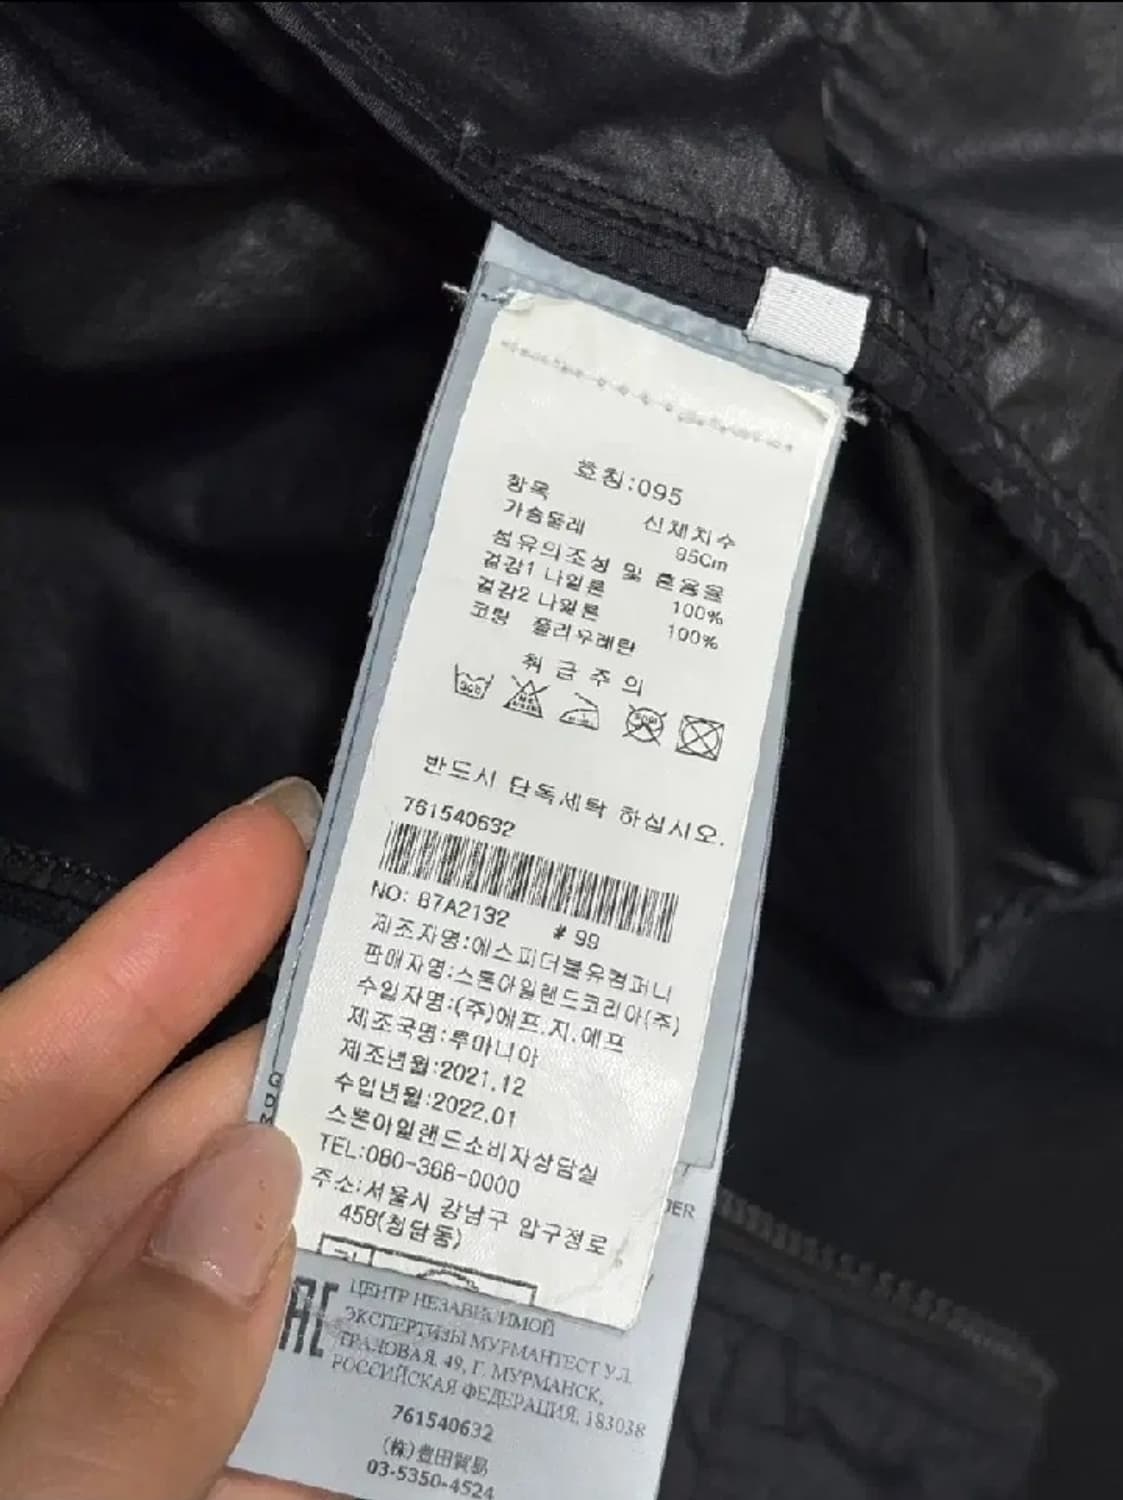 호칭:095
항목 신체치수
가슴둘레 95Cm
섬유의조성 및 혼용율
겉감1 나일론 100%
겉감2 나일론 100%
코팅 폴리우레탄
취 급 주 의
반드시 단독세탁 하십시오.
761540632
NO: 87A2132 # 99
제조자명:에스피더블유컴퍼니
판매자명:스톤아일랜드코리아(주)
수입자명:(주)에프.지.에프
제조국명:루마니아
제조년월:2021.12
수입년월:2022.01
스톤아일랜드소비자상담실
TEL:080-368-0000
주소:서울시 강남구 압구정로
458(청담동)
G
D
M
DER
ЦЕНТР НЕЗАВИСИМОЙ
ЭКСПЕРТИЗЫ МУРМАНТЕСТ УЛ.
ТРАЛОВАЯ, 49, Г. МУРМАНСК,
РОССИЙСКАЯ ФЕДЕРАЦИЯ, 183038
761540632
(株)豊田貿易
03-5350-4524